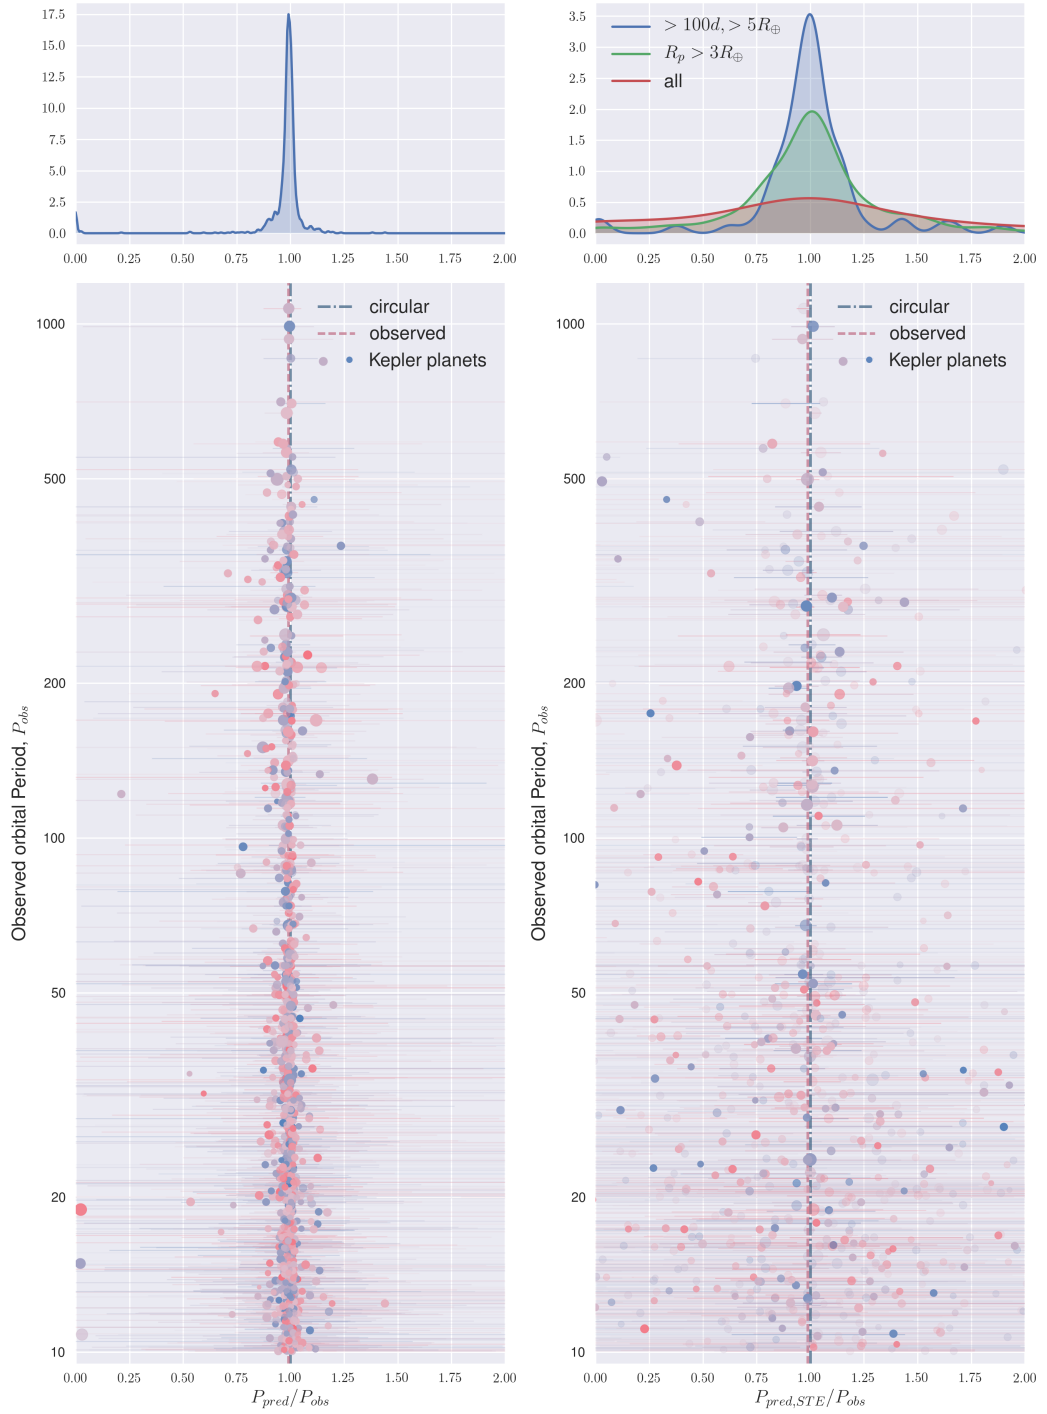 17.5
15.0
12.5
10.0
7.5
5.0
2.5
0.0
0.00 0.25 0.50 0.75 1.00 1.25 1.50 1.75 2.00
3.5
3.0
2.5
2.0
1.5
1.0
0.5
0.0
> 100d, > 5R⊕
R_p > 3R⊕
all
0.00 0.25 0.50 0.75 1.00 1.25 1.50 1.75 2.00
circular
observed
Kepler planets
1000
500
200
100
50
20
10
Observed orbital Period, P_obs
0.00 0.25 0.50 0.75 1.00 1.25 1.50 1.75 2.00
P_pred/P_obs
circular
observed
Kepler planets
1000
500
200
100
50
20
10
Observed orbital Period, P_obs
0.00 0.25 0.50 0.75 1.00 1.25 1.50 1.75 2.00
P_pred,STE/P_obs